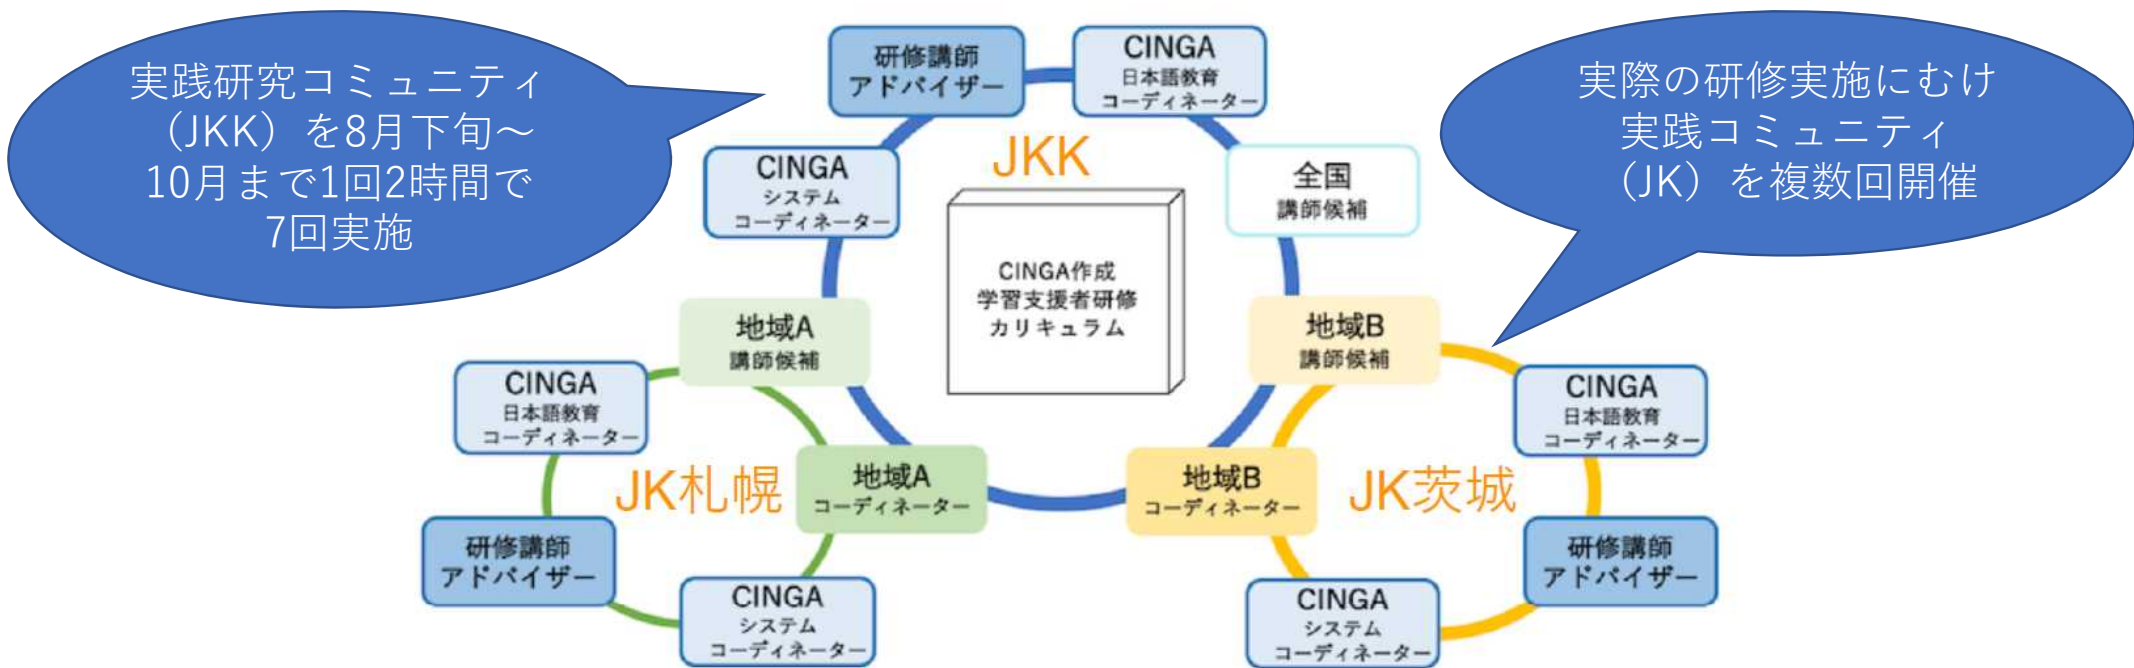 実践研究コミュニティ
（JKK）を8月下旬～
10月まで1回2時間で
7回実施
研修講師
アドバイザー
CINGA
日本語教育
コーディネーター
実際の研修実施にむけ
実践コミュニティ
（JK）を複数回開催
JKK
CINGA
システム
コーディネーター
全国
講師候補
CINGA作成
学習支援者研修
カリキュラム
地域A
講師候補
地域B
講師候補
CINGA
日本語教育
コーディネーター
CINGA
日本語教育
コーディネーター
JK札幌
地域A
コーディネーター
地域B
コーディネーター
JK茨城
研修講師
アドバイザー
研修講師
アドバイザー
CINGA
システム
コーディネーター
CINGA
システム
コーディネーター